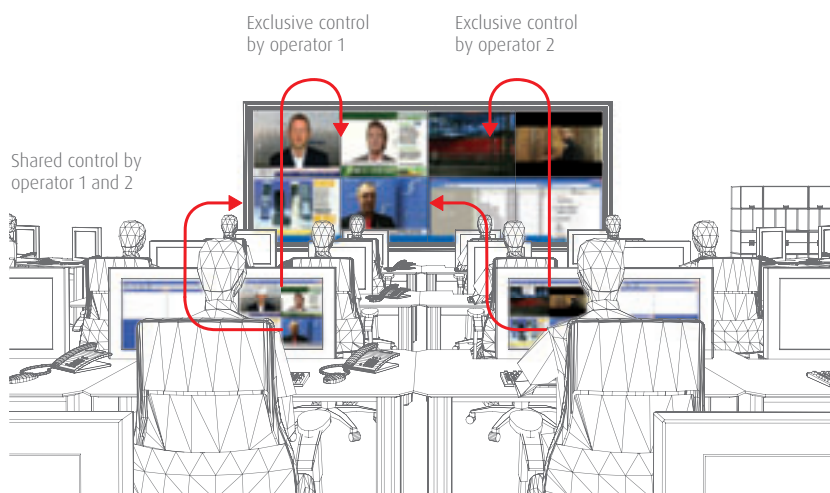 Exclusive control
by operator 1
Exclusive control
by operator 2
Shared control by
operator 1 and 2